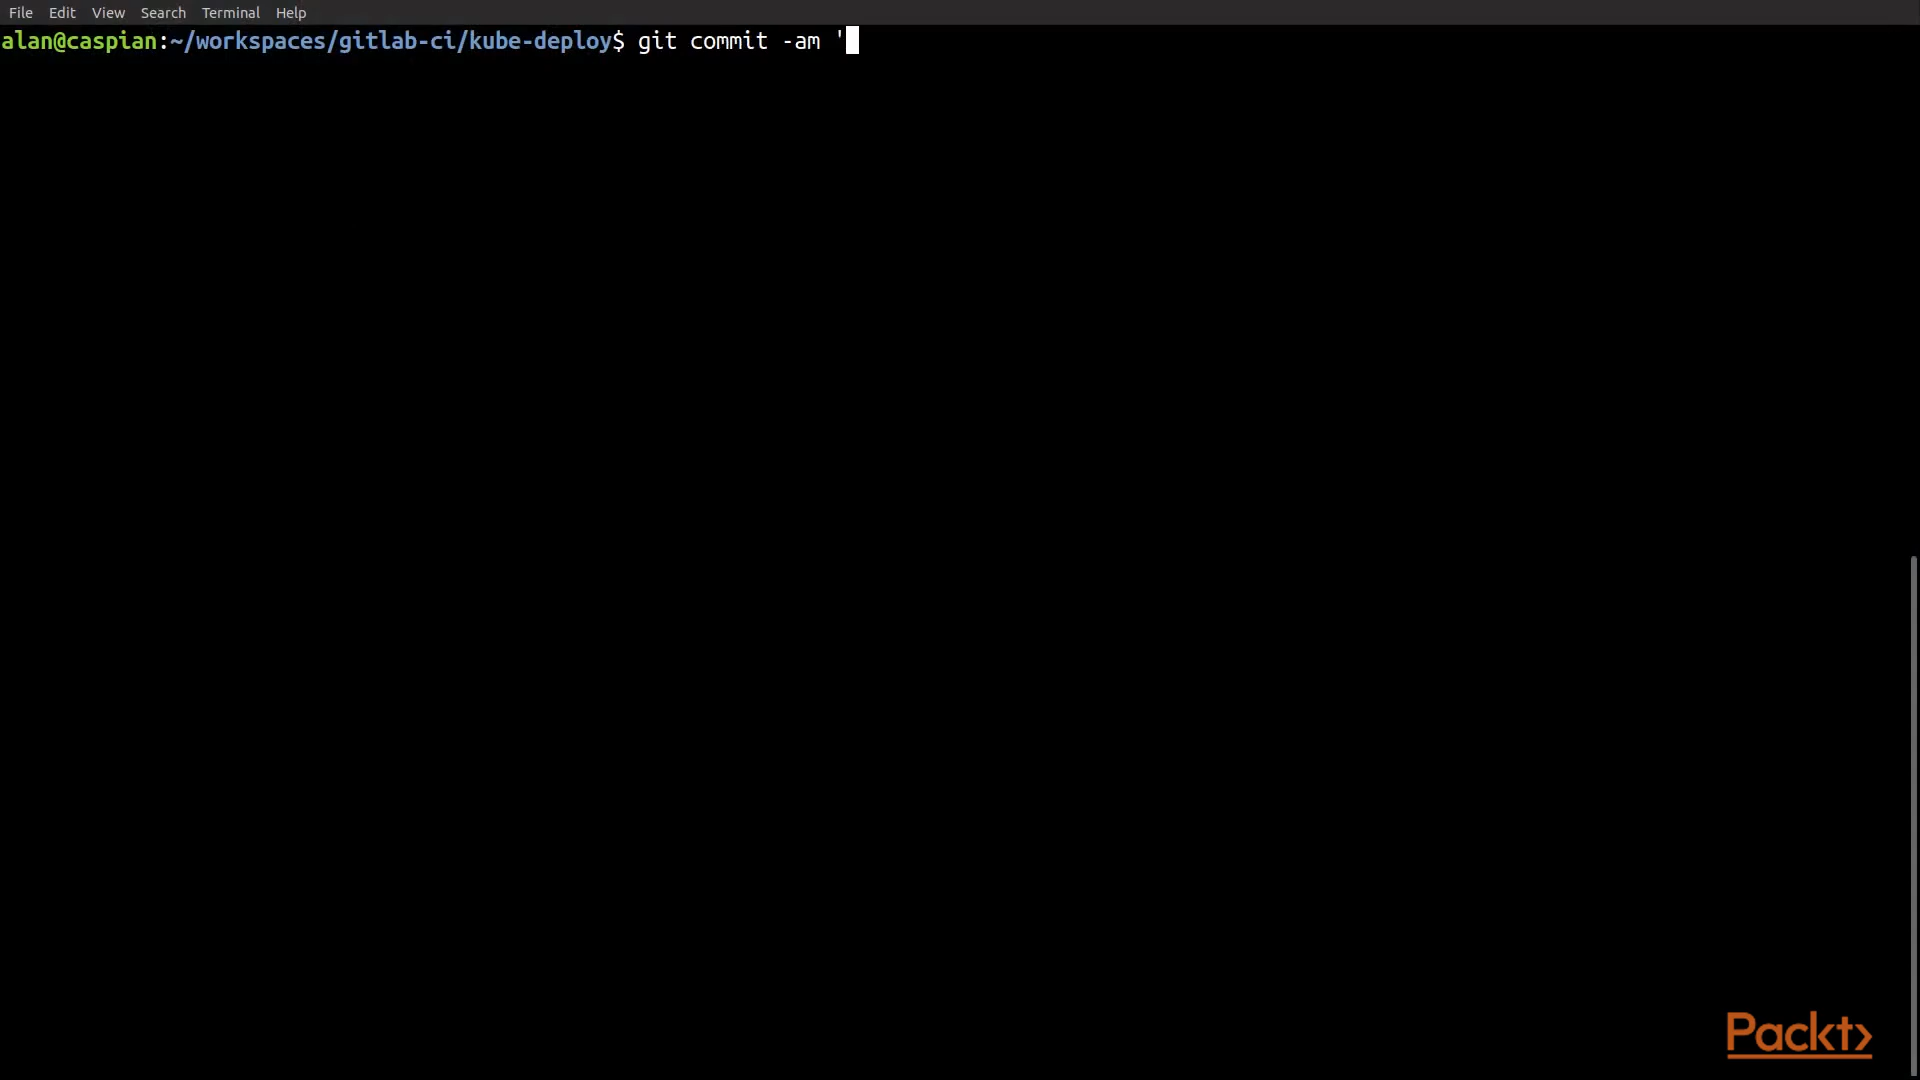 File Edit View Search Terminal Help
alan@caspian:~/workspaces/gitlab-ci/kube-deploy$ git commit -am '
Packt>